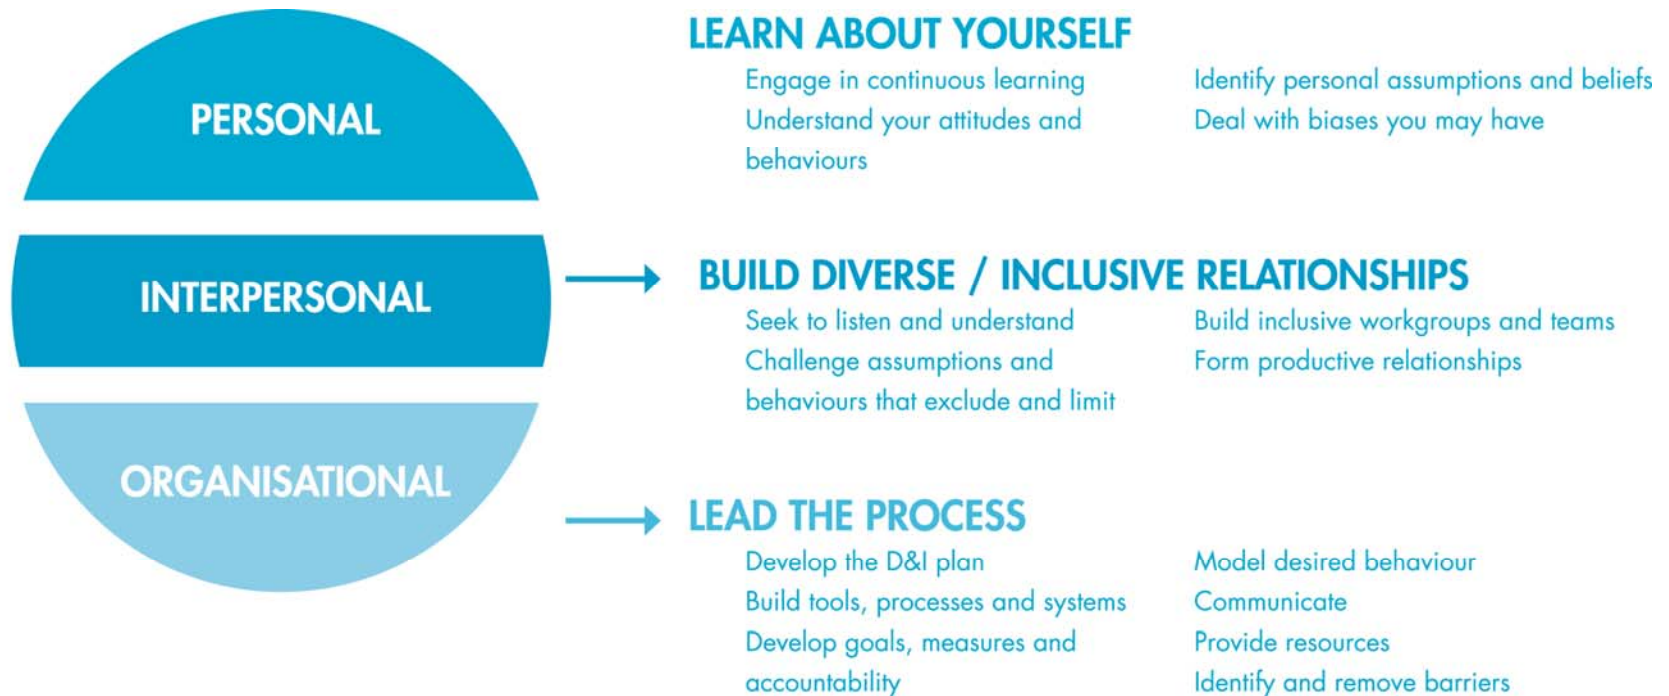 PERSONAL
LEARN ABOUT YOURSELF
Engage in continuous learning
Understand your attitudes and
behaviours
Identify personal assumptions and beliefs
Deal with biases you may have
INTERPERSONAL
BUILD DIVERSE / INCLUSIVE RELATIONSHIPS
Seek to listen and understand
Challenge assumptions and
behaviours that exclude and limit
Build inclusive workgroups and teams
Form productive relationships
ORGANISATIONAL
LEAD THE PROCESS
Develop the D&I plan
Build tools, processes and systems
Develop goals, measures and
accountability
Model desired behaviour
Communicate
Provide resources
Identify and remove barriers